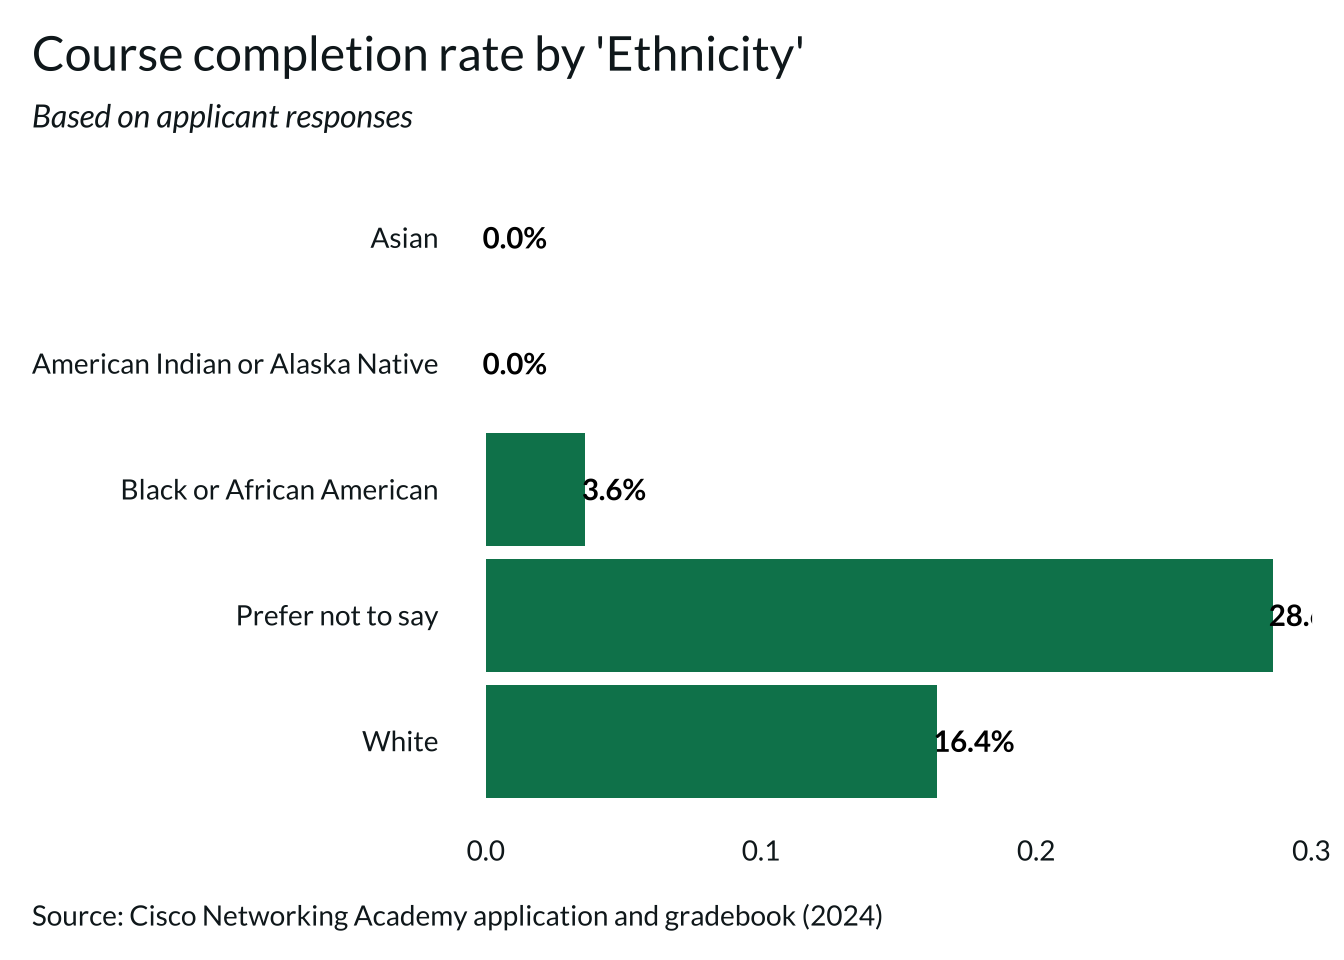 Course completion rate by 'Ethnicity'
Based on applicant responses
Asian 0.0%
American Indian or Alaska Native 0.0%
Black or African American 3.6%
Prefer not to say 28.
White 16.4%
0.0 0.1 0.2 0.3
Source: Cisco Networking Academy application and gradebook (2024)